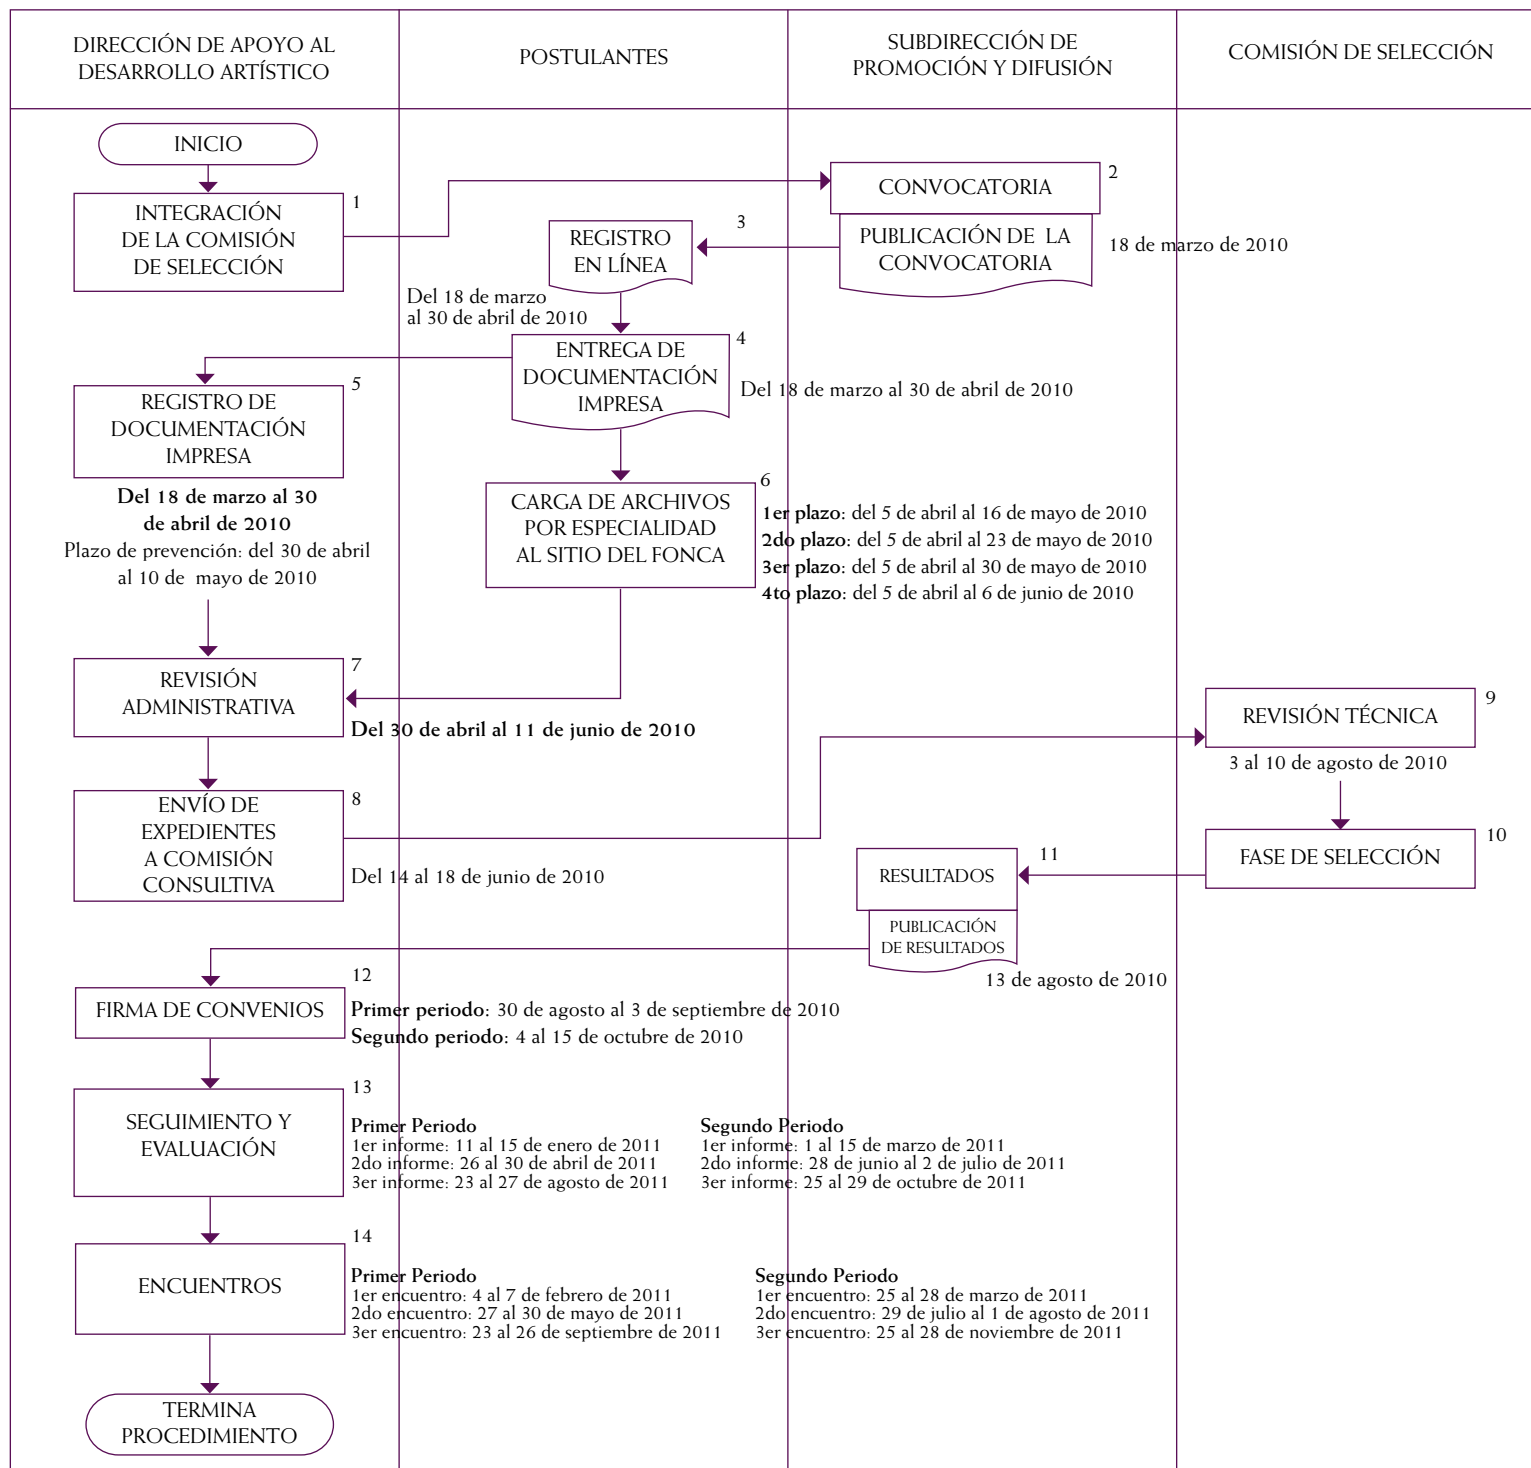 DIRECCIÓN DE APOYO AL
DESARROLLO ARTÍSTICO
POSTULANTES
SUBDIRECCIÓN DE
PROMOCIÓN Y DIFUSIÓN
COMISIÓN DE SELECCIÓN
INICIO
1
INTEGRACIÓN
DE LA COMISIÓN
DE SELECCIÓN
2
CONVOCATORIA
PUBLICACIÓN DE LA
CONVOCATORIA
18 de marzo de 2010
3
REGISTRO
EN LÍNEA
Del 18 de marzo
al 30 de abril de 2010
4
ENTREGA DE
DOCUMENTACIÓN
IMPRESA
Del 18 de marzo al 30 de abril de 2010
5
REGISTRO DE
DOCUMENTACIÓN
IMPRESA
Del 18 de marzo al 30
de abril de 2010
Plazo de prevención: del 30 de abril
al 10 de mayo de 2010
6
CARGA DE ARCHIVOS
POR ESPECIALIDAD
AL SITIO DEL FONCA
1er plazo: del 5 de abril al 16 de mayo de 2010
2do plazo: del 5 de abril al 23 de mayo de 2010
3er plazo: del 5 de abril al 30 de mayo de 2010
4to plazo: del 5 de abril al 6 de junio de 2010
7
REVISIÓN
ADMINISTRATIVA
Del 30 de abril al 11 de junio de 2010
8
ENVÍO DE
EXPEDIENTES
A COMISIÓN
CONSULTIVA
Del 14 al 18 de junio de 2010
9
REVISIÓN TÉCNICA
3 al 10 de agosto de 2010
10
FASE DE SELECCIÓN
11
RESULTADOS
PUBLICACIÓN
DE RESULTADOS
13 de agosto de 2010
12
FIRMA DE CONVENIOS
Primer periodo: 30 de agosto al 3 de septiembre de 2010
Segundo periodo: 4 al 15 de octubre de 2010
13
SEGUIMIENTO Y
EVALUACIÓN
Primer Periodo
1er informe: 11 al 15 de enero de 2011
2do informe: 26 al 30 de abril de 2011
3er informe: 23 al 27 de agosto de 2011
Segundo Periodo
1er informe: 1 al 15 de marzo de 2011
2do informe: 28 de junio al 2 de julio de 2011
3er informe: 25 al 29 de octubre de 2011
14
ENCUENTROS
Primer Periodo
1er encuentro: 4 al 7 de febrero de 2011
2do encuentro: 27 al 30 de mayo de 2011
3er encuentro: 23 al 26 de septiembre de 2011
Segundo Periodo
1er encuentro: 25 al 28 de marzo de 2011
2do encuentro: 29 de julio al 1 de agosto de 2011
3er encuentro: 25 al 28 de noviembre de 2011
TERMINA
PROCEDIMIENTO